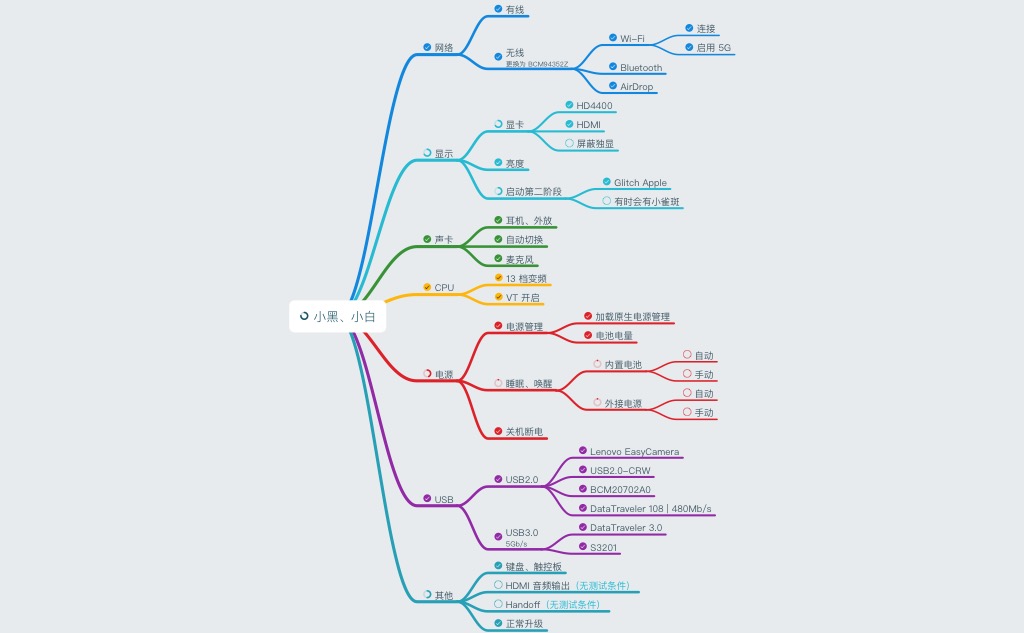 小黑、小白
网络
有线
无线
更换为 BCM94352Z
Wi-Fi
连接
启用 5G
Bluetooth
AirDrop
显示
显卡
HD4400
HDMI
屏蔽独显
亮度
启动第二阶段
Glitch Apple
有时会有小雀斑
声卡
耳机、外放
自动切换
麦克风
CPU
13 档变频
VT 开启
电源
电源管理
加载原生电源管理
电池电量
睡眠、唤醒
内置电池
自动
手动
外接电源
自动
手动
关机断电
USB
USB2.0
Lenovo EasyCamera
USB2.0-CRW
BCM20702A0
DataTraveler 108 | 480Mb/s
USB3.0
5Gb/s
DataTraveler 3.0
S3201
其他
键盘、触控板
HDMI 音频输出（无测试条件）
Handoff（无测试条件）
正常升级